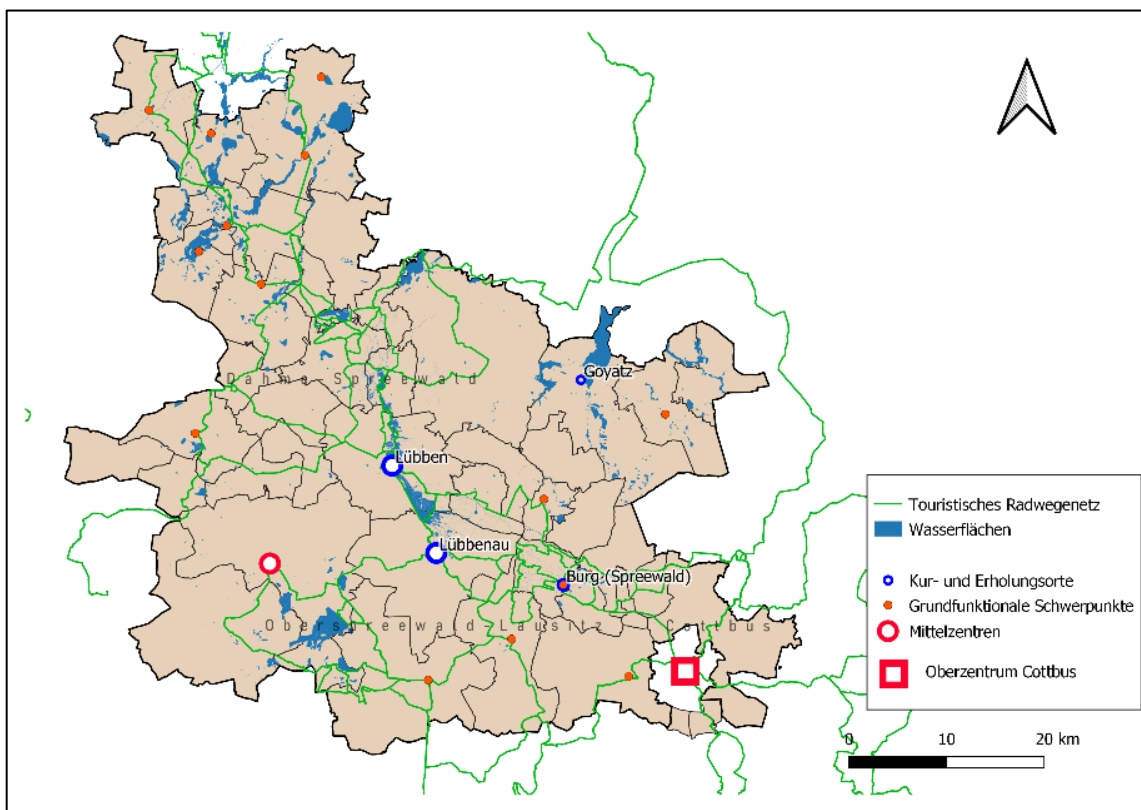 Goyatz
Dahme-Spreewald
Lübben
Lübbenau
Burg (Spreewald)
Oberspreewald-Lausitz
Cottbus
Touristisches Radwegenetz
Wasserflächen
Kur- und Erholungsorte
Grundfunktionale Schwerpunkte
Mittelzentren
Oberzentrum Cottbus
0 10 20 km